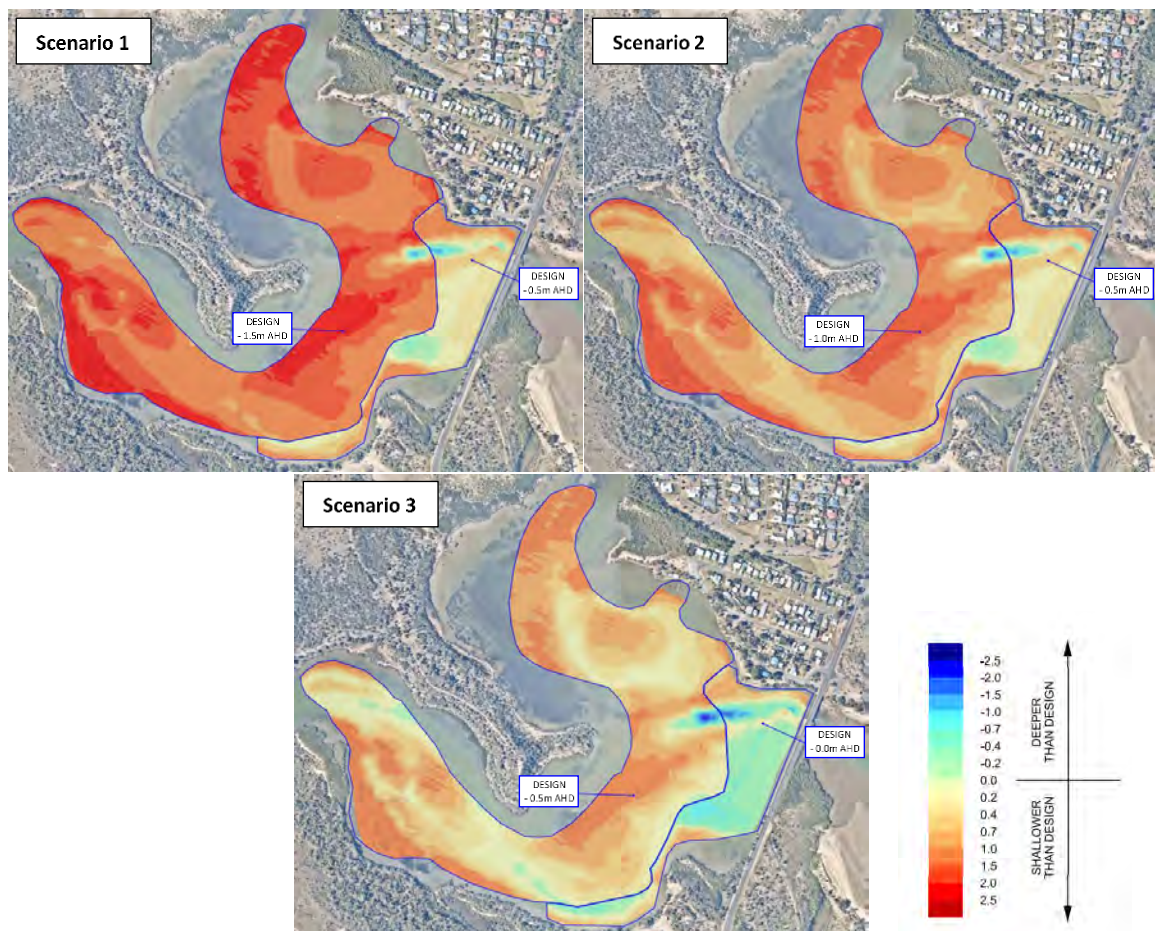 Scenario 1
DESIGN
- 0.5m AHD
DESIGN
- 1.5m AHD
Scenario 2
DESIGN
- 0.5m AHD
DESIGN
- 1.0m AHD
Scenario 3
DESIGN
- 0.0m AHD
DESIGN
- 0.5m AHD
-2.5
-2.0
-1.5
-1.0
-0.7
-0.4
-0.2
0.0
0.2
0.4
0.7
1.0
1.5
2.0
2.5
DEEPER
THAN DESIGN
SHALLOWER
THAN DESIGN